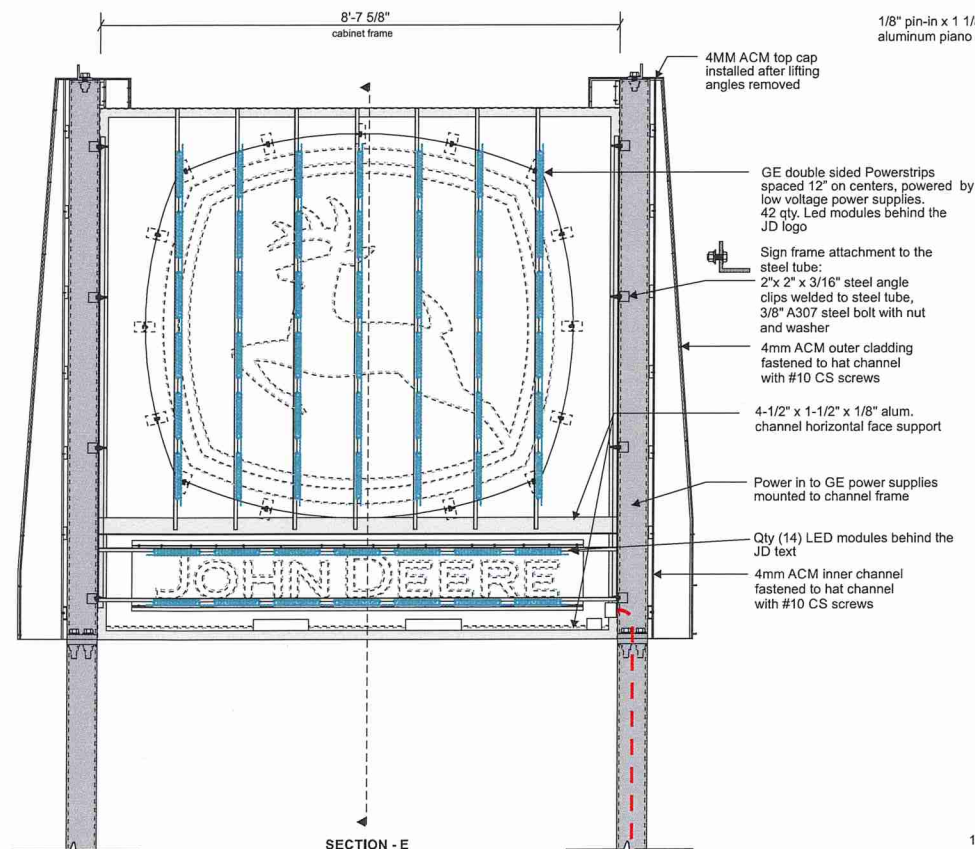 8'-7 5/8"
cabinet frame
1/8" pin-in x 1 1/
aluminum piano
4MM ACM top cap
installed after lifting
angles removed
GE double sided Powerstrips
spaced 12" on centers, powered by
low voltage power supplies.
42 qty. Led modules behind the
JD logo
Sign frame attachment to the
steel tube:
2"x 2" x 3/16" steel angle
clips welded to steel tube,
3/8" A307 steel bolt with nut
and washer
4mm ACM outer cladding
fastened to hat channel
with #10 CS screws
4-1/2" x 1-1/2" x 1/8" alum.
channel horizontal face support
Power in to GE power supplies
mounted to channel frame
Qty (14) LED modules behind the
JD text
JOHN DEERE
4mm ACM inner channel
fastened to hat channel
with #10 CS screws
SECTION - E
1